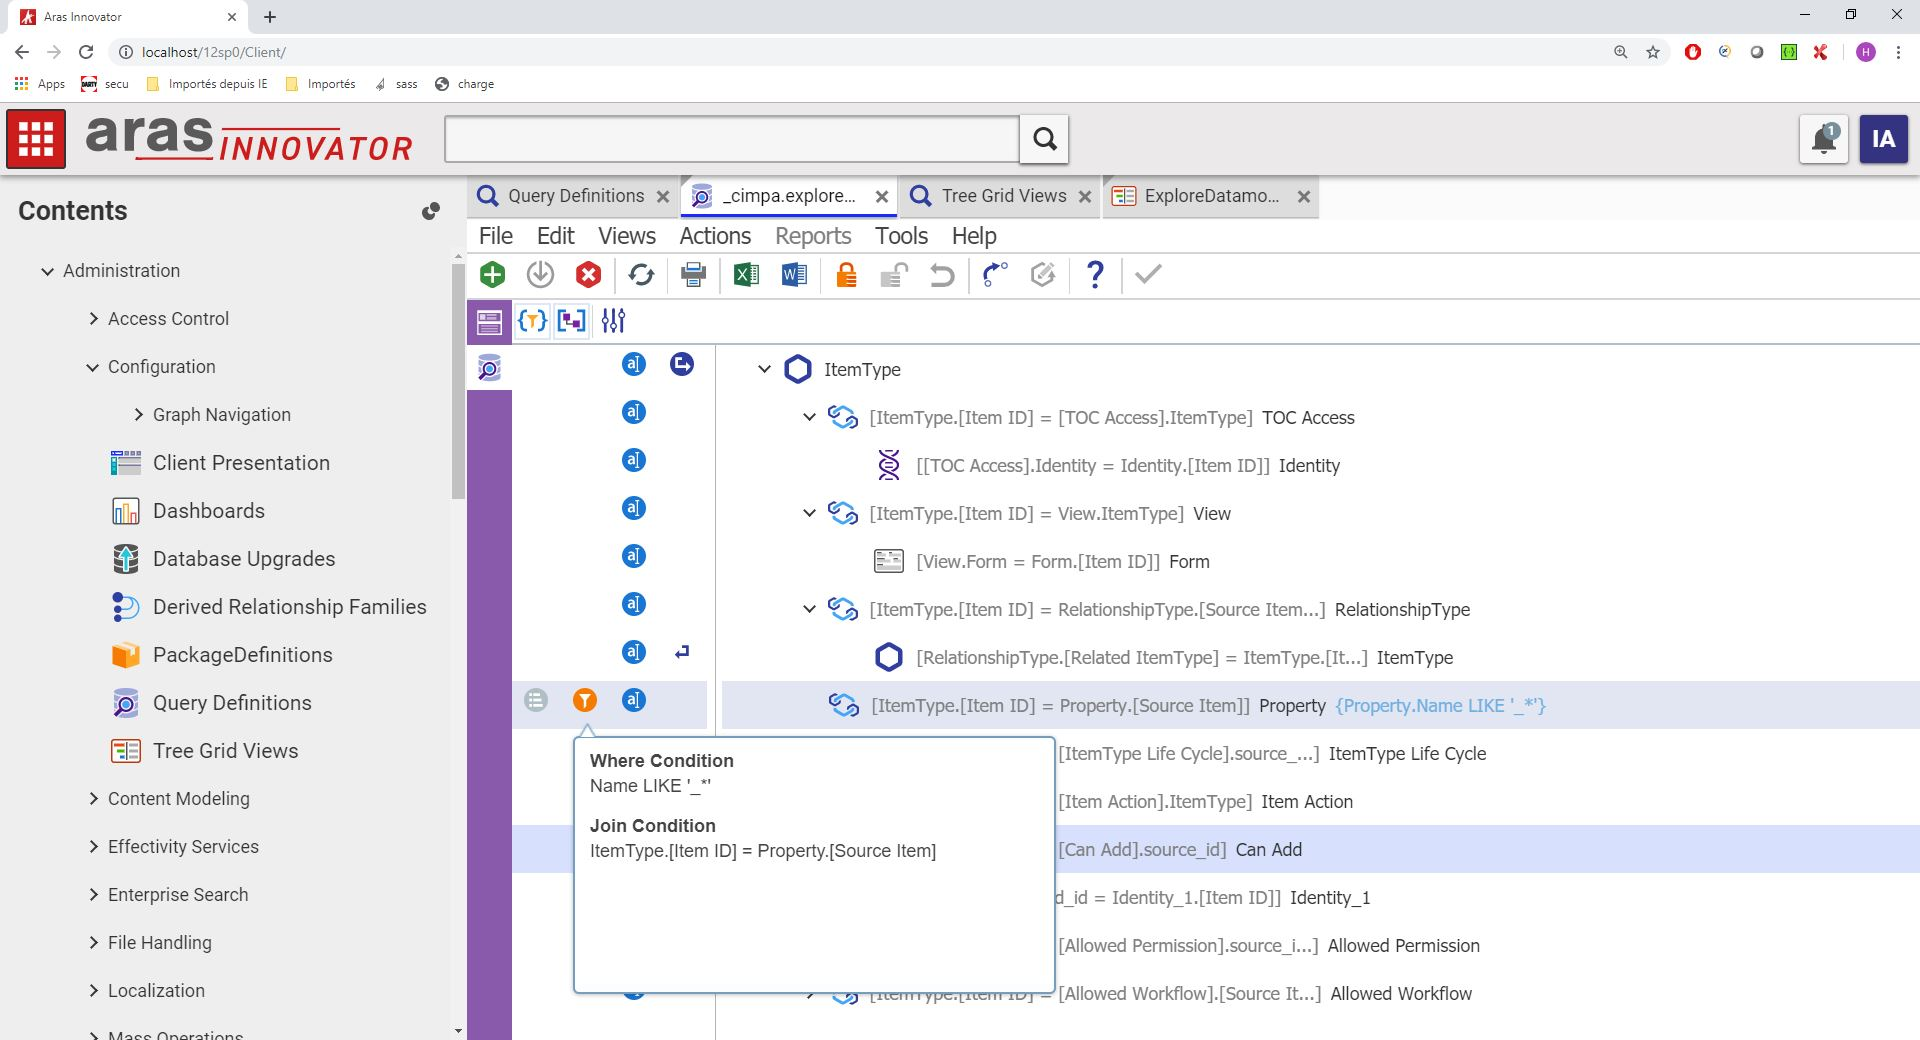 Aras Innovator
localhost/12sp0/Client/
H
Apps
DARTY secu
Importés depuis IE
Importés
sass
charge
aras INNOVATOR
1
IA
Contents
Administration
Access Control
Configuration
Graph Navigation
Client Presentation
Dashboards
Database Upgrades
Derived Relationship Families
PackageDefinitions
Query Definitions
Tree Grid Views
Content Modeling
Effectivity Services
Enterprise Search
File Handling
Localization
Mass Operations
Query Definitions
_cimpa.explore...
Tree Grid Views
ExploreDatamo...
File Edit Views Actions Reports Tools Help
ItemType
[ItemType.[Item ID] = [TOC Access].ItemType] TOC Access
[[TOC Access].Identity = Identity.[Item ID]] Identity
[ItemType.[Item ID] = View.ItemType] View
[View.Form = Form.[Item ID]] Form
[ItemType.[Item ID] = RelationshipType.[Source Item...] RelationshipType
[RelationshipType.[Related ItemType] = ItemType.[It...] ItemType
[ItemType.[Item ID] = Property.[Source Item]] Property {Property.Name LIKE '_*'}
[ItemType Life Cycle].source_...] ItemType Life Cycle
[Item Action].ItemType] Item Action
[Can Add].source_id] Can Add
d_id = Identity_1.[Item ID]] Identity_1
[Allowed Permission].source_i...] Allowed Permission
[ItemType.[Item ID] = [Allowed Workflow].[Source It...] Allowed Workflow
Where Condition
Name LIKE '_*'
Join Condition
ItemType.[Item ID] = Property.[Source Item]